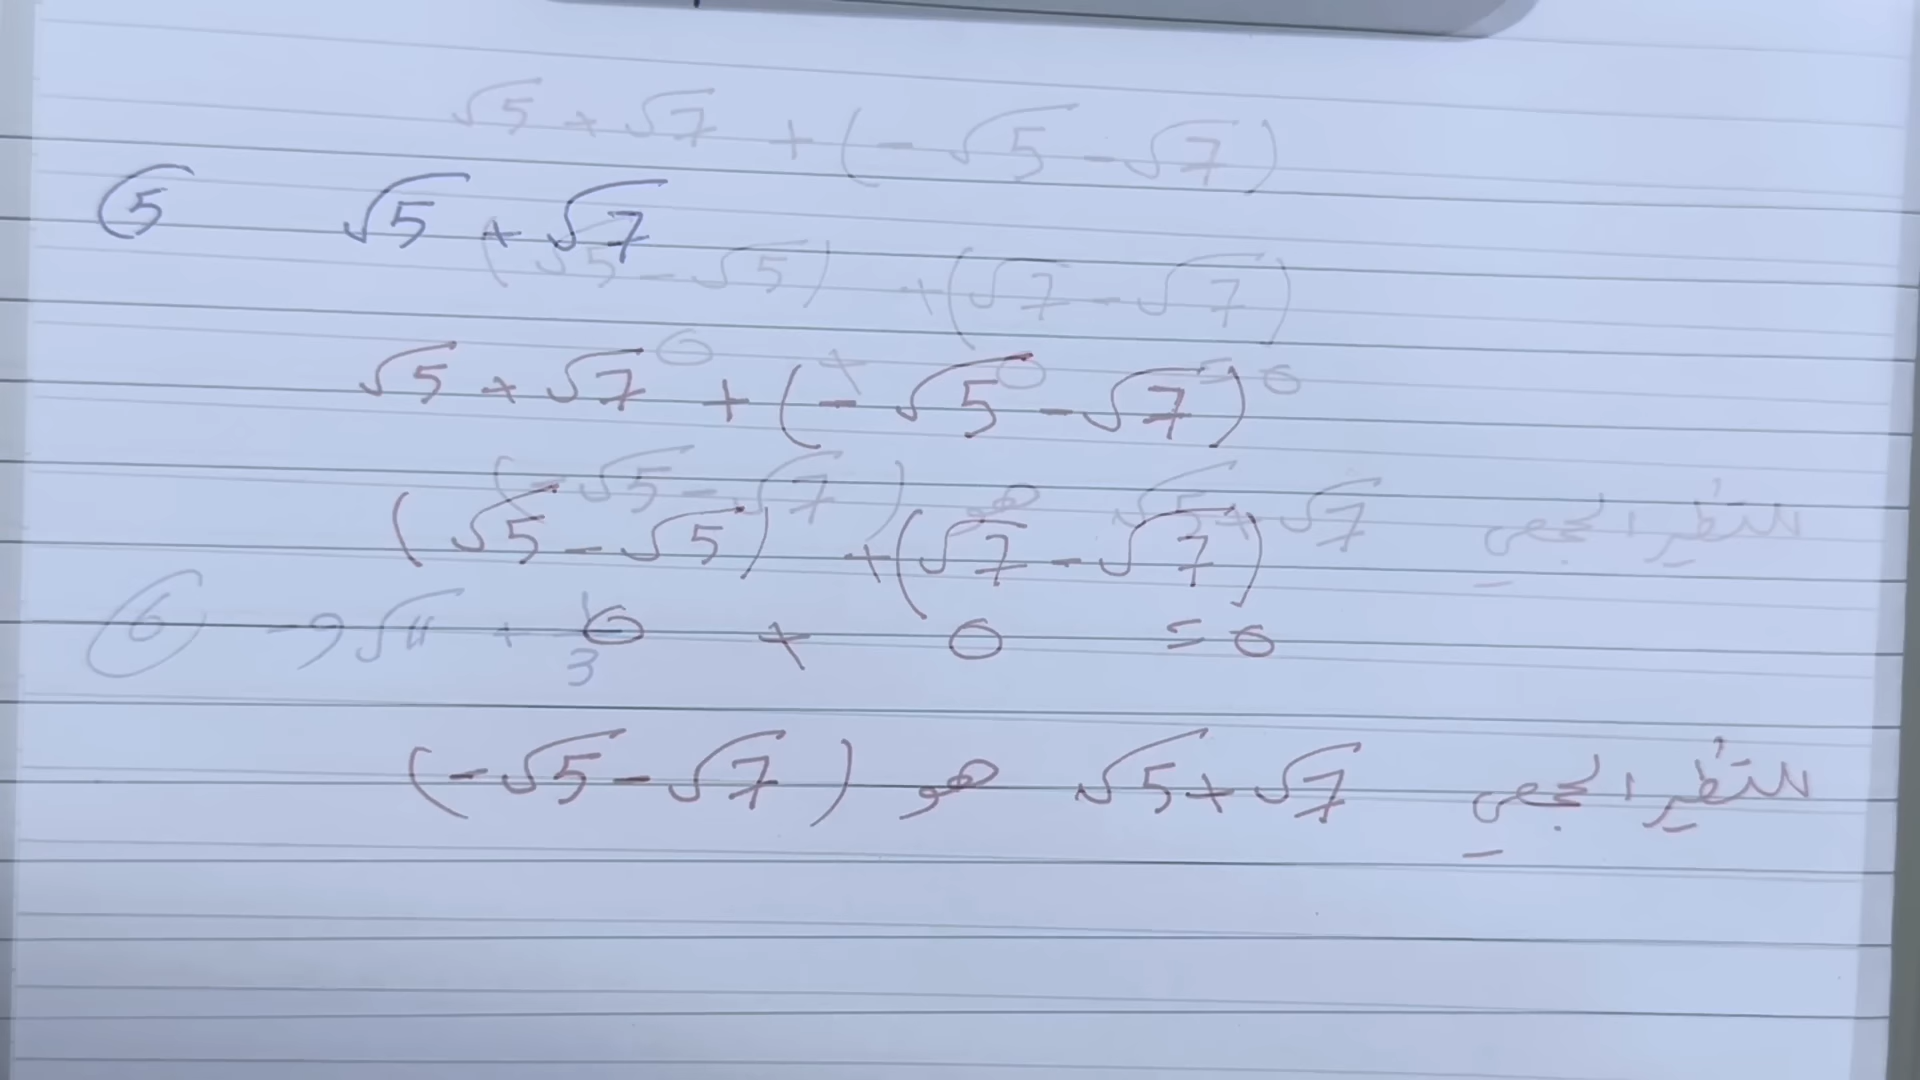 ⑤ √5 + √7
√5 + √7 + (- √5 - √7)
(√5 - √5) + (√7 - √7)
0 + 0 = 0
النظير الجمعي √5 + √7 هو (-√5 - √7)